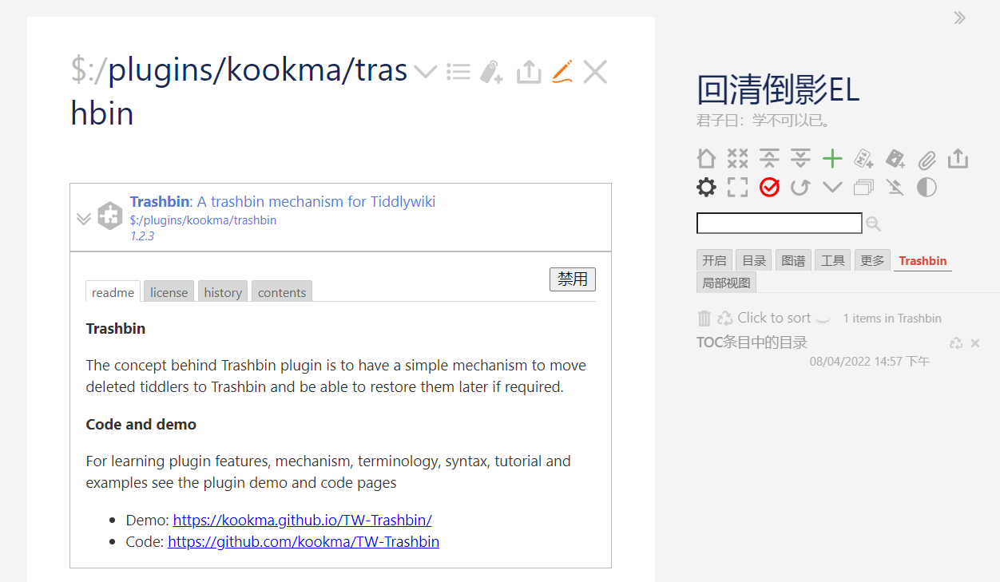 $:/plugins/kookma/tras
hbin
Trashbin: A trashbin mechanism for Tiddlywiki
$:/plugins/kookma/trashbin
1.2.3
禁用
readme license history contents
Trashbin
The concept behind Trashbin plugin is to have a simple mechanism to move
deleted tiddlers to Trashbin and be able to restore them later if required.
Code and demo
For learning plugin features, mechanism, terminology, syntax, tutorial and
examples see the plugin demo and code pages
Demo: https://kookma.github.io/TW-Trashbin/
Code: https://github.com/kookma/TW-Trashbin
回清倒影EL
君子曰：学不可以已。
开启 目录 图谱 工具 更多 Trashbin
局部视图
Click to sort 1 items in Trashbin
TOC条目中的目录
08/04/2022 14:57 下午